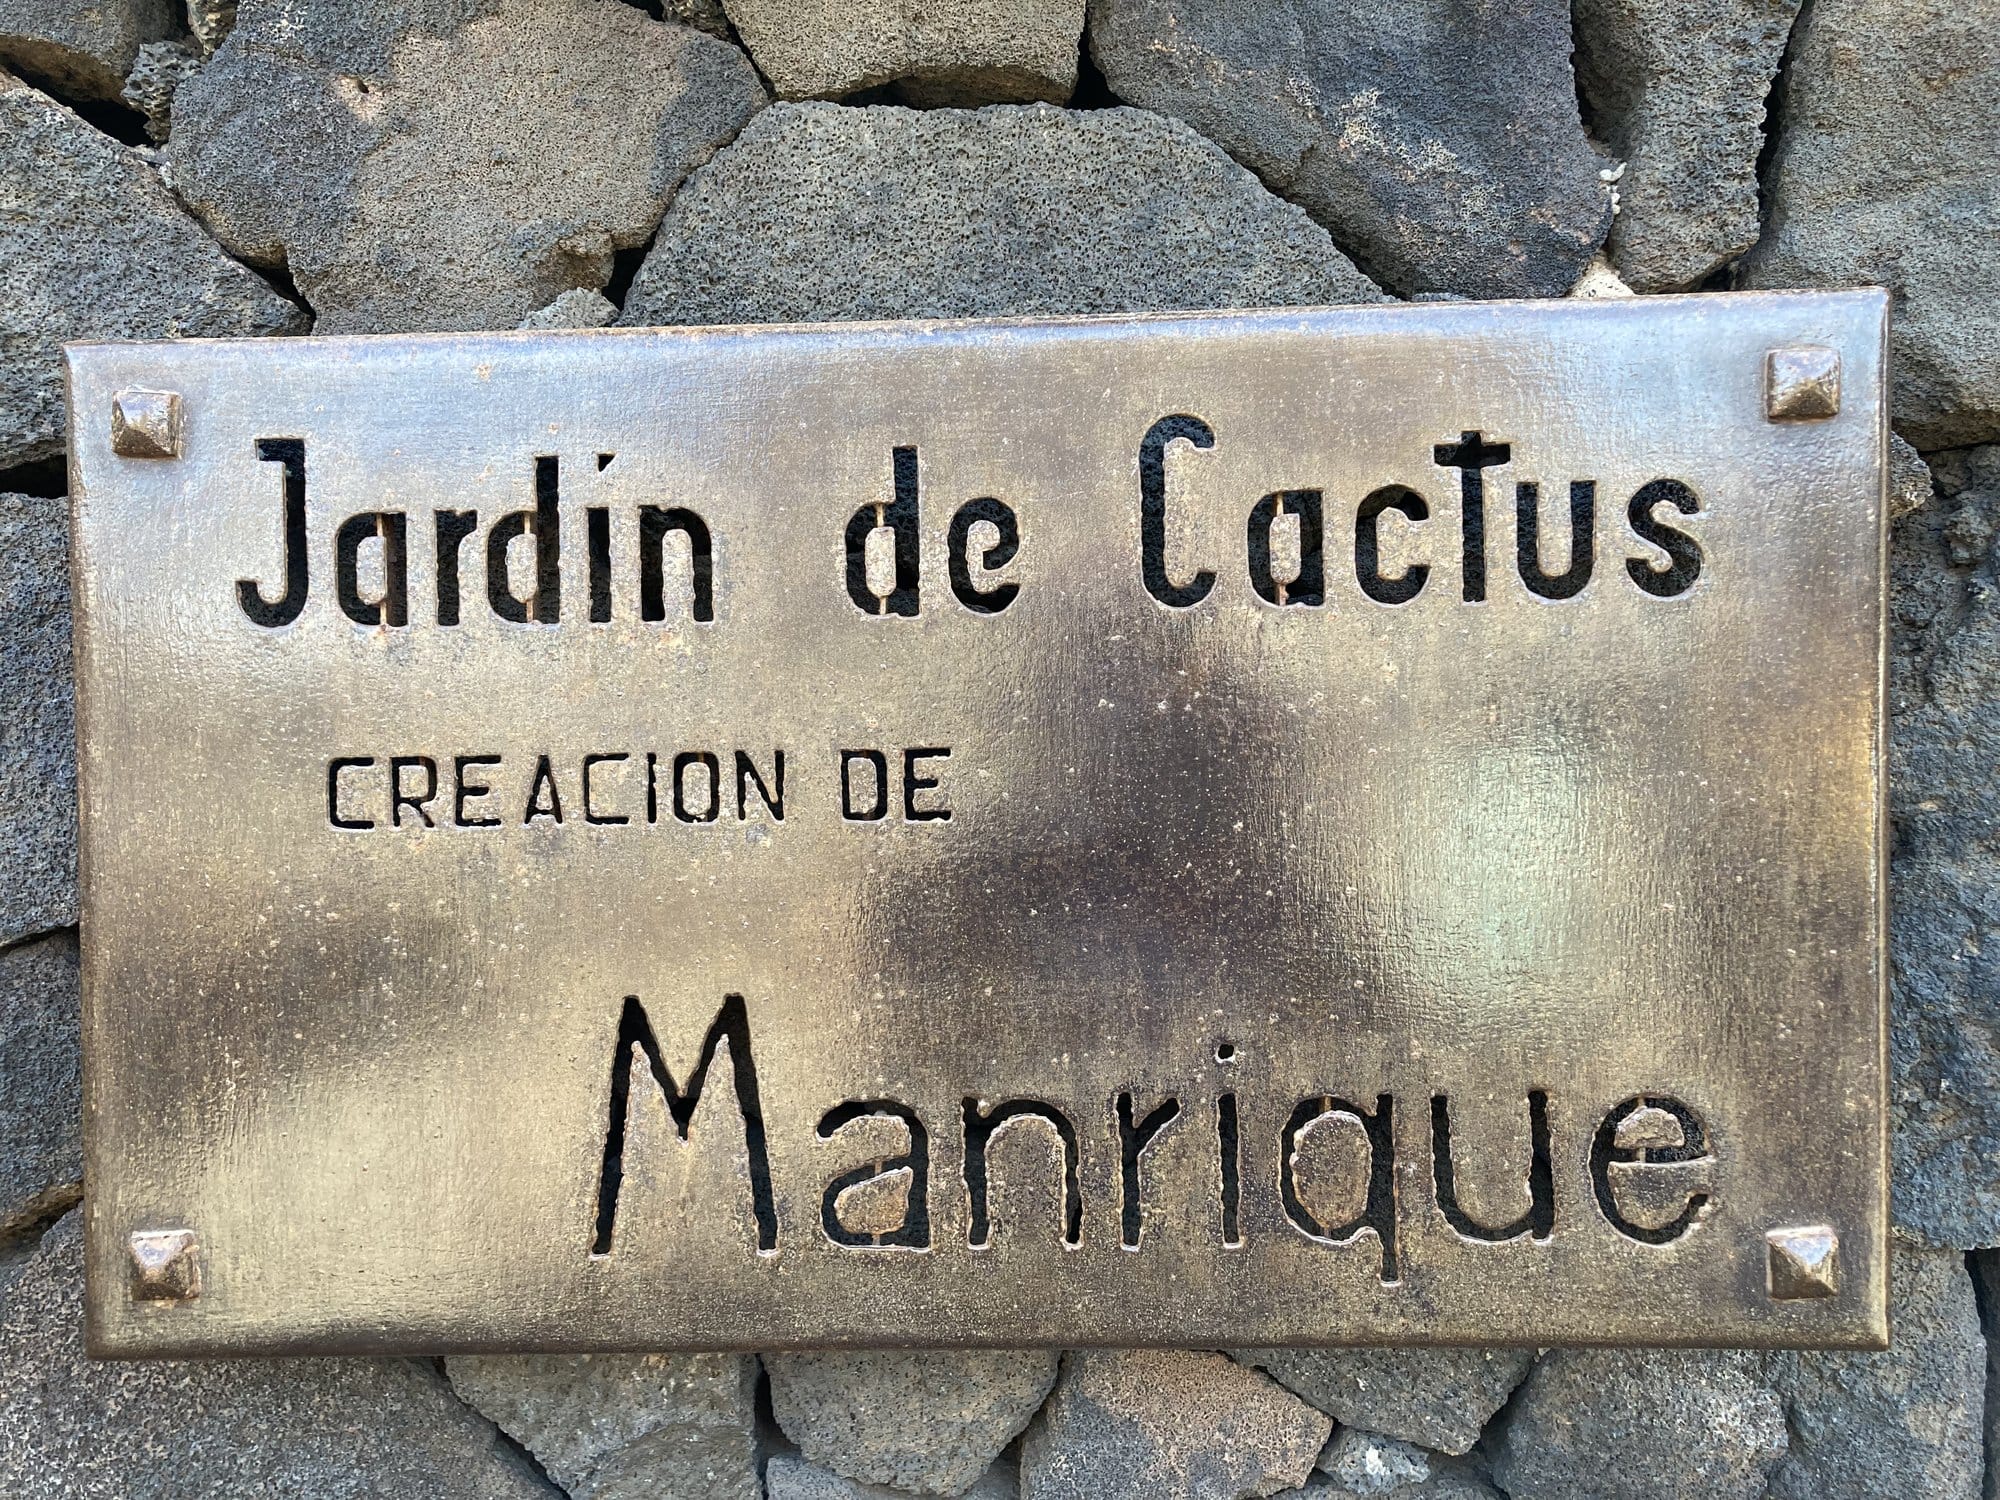 Jardín de Cactus
CREACION DE
Manrique